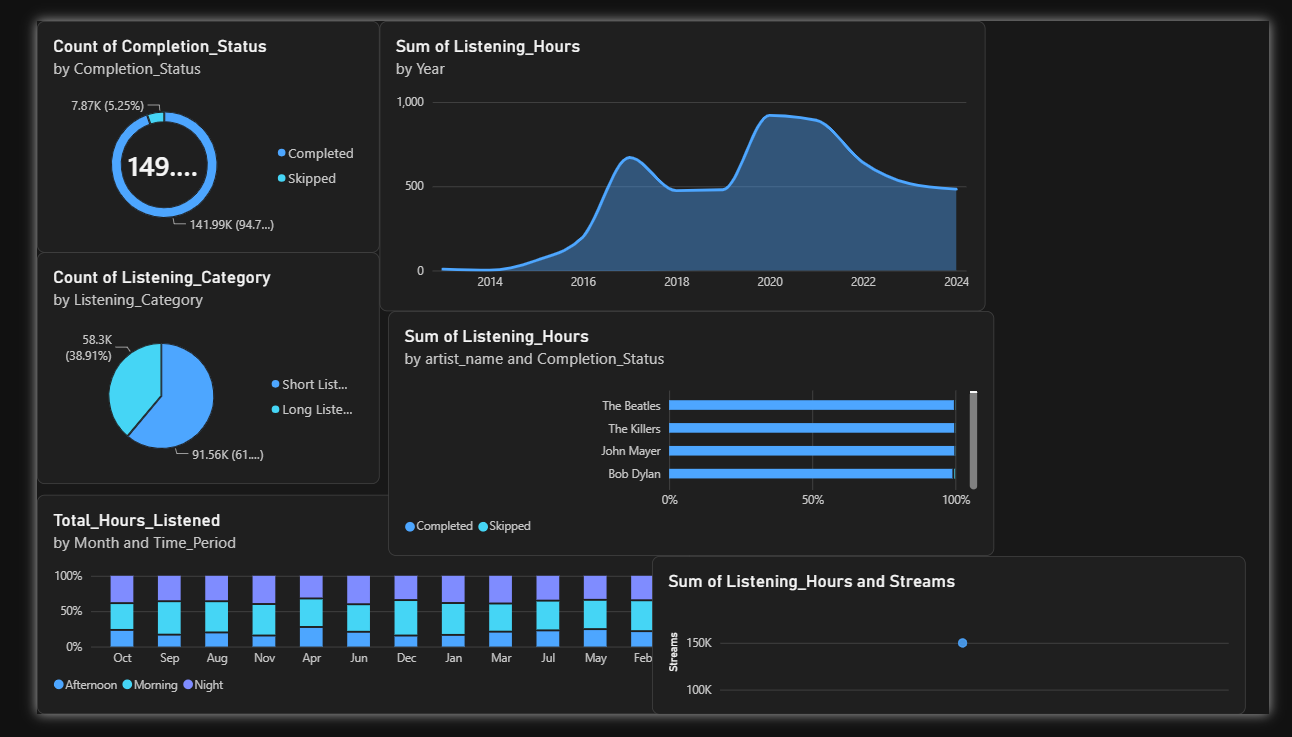 Count of Completion_Status
by Completion_Status
7.87K (5.25%)
149....
Completed
Skipped
141.99K (94.7...)
Sum of Listening_Hours
by Year
1,000
500
0
2014 2016 2018 2020 2022 2024
Count of Listening_Category
by Listening_Category
58.3K
(38.91%)
Short List...
Long Liste...
91.56K (61....)
Sum of Listening_Hours
by artist_name and Completion_Status
The Beatles
The Killers
John Mayer
Bob Dylan
0% 50% 100%
Completed Skipped
Total_Hours_Listened
by Month and Time_Period
100%
50%
0%
Oct Sep Aug Nov Apr Jun Dec Jan Mar Jul May Feb
Afternoon Morning Night
Sum of Listening_Hours and Streams
Streams
150K
100K